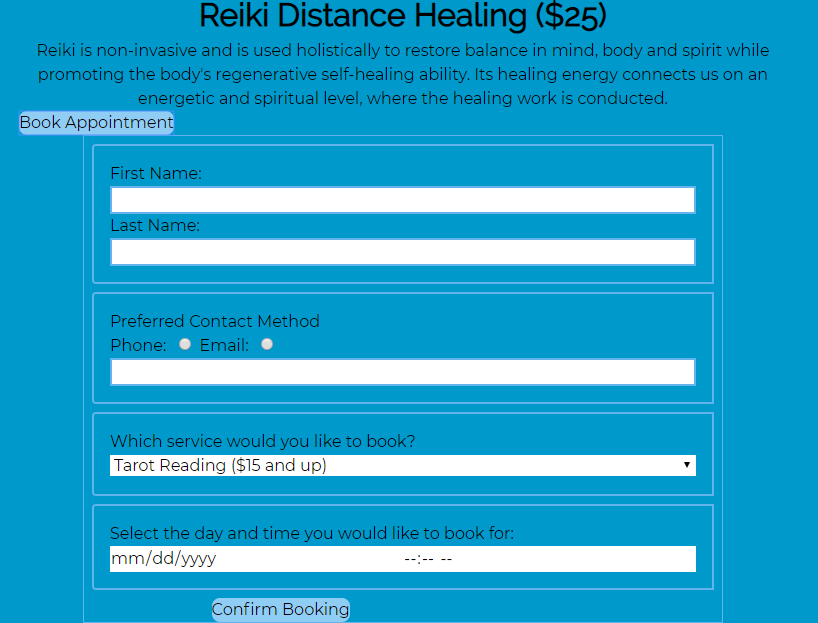 Reiki Distance Healing ($25)
Reiki is non-invasive and is used holistically to restore balance in mind, body and spirit while
promoting the body's regenerative self-healing ability. Its healing energy connects us on an
energetic and spiritual level, where the healing work is conducted.
Book Appointment
First Name:
Last Name:
Preferred Contact Method
Phone: Email:
Which service would you like to book?
Tarot Reading ($15 and up)
Select the day and time you would like to book for:
mm/dd/yyyy --:-- --
Confirm Booking